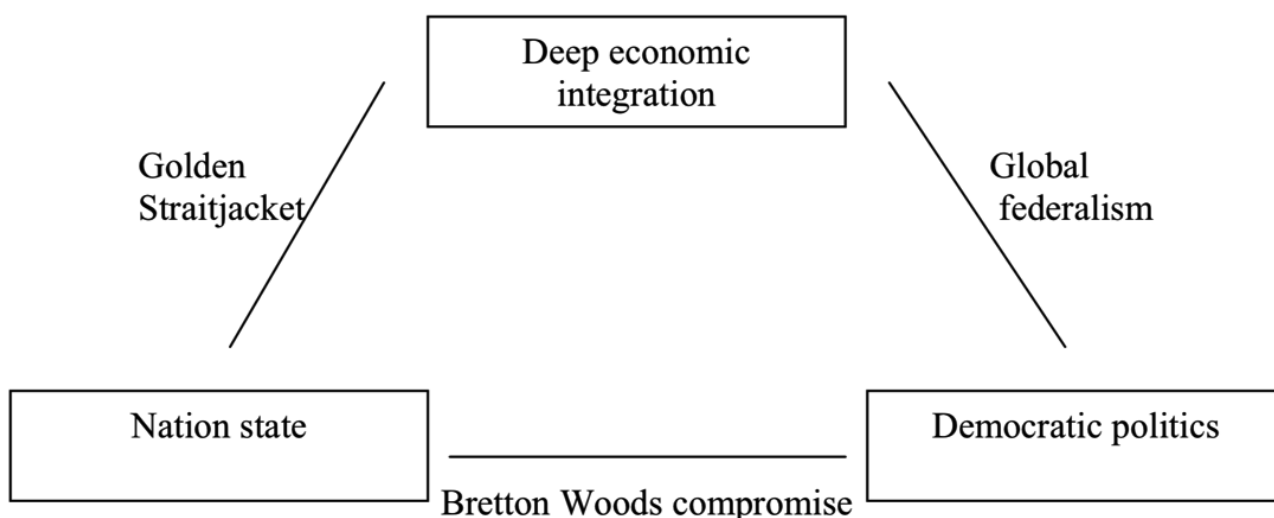 Deep economic
integration
Golden
Straitjacket
Global
federalism
Nation state
Democratic politics
Bretton Woods compromise